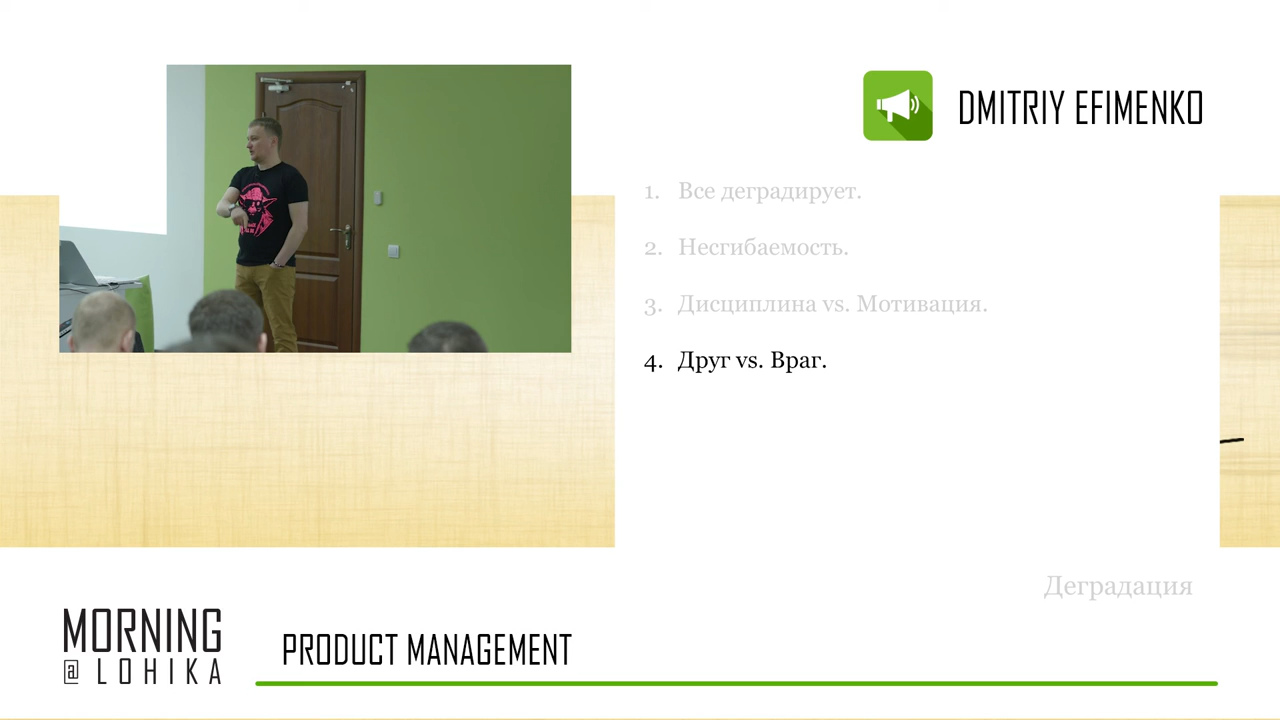 DMITRIY EFIMENKO
1. Все деградирует.
2. Несгибаемость.
3. Дисциплина vs. Мотивация.
4. Друг vs. Враг.
Деградация
MORNING
@ LOHIKA
PRODUCT MANAGEMENT